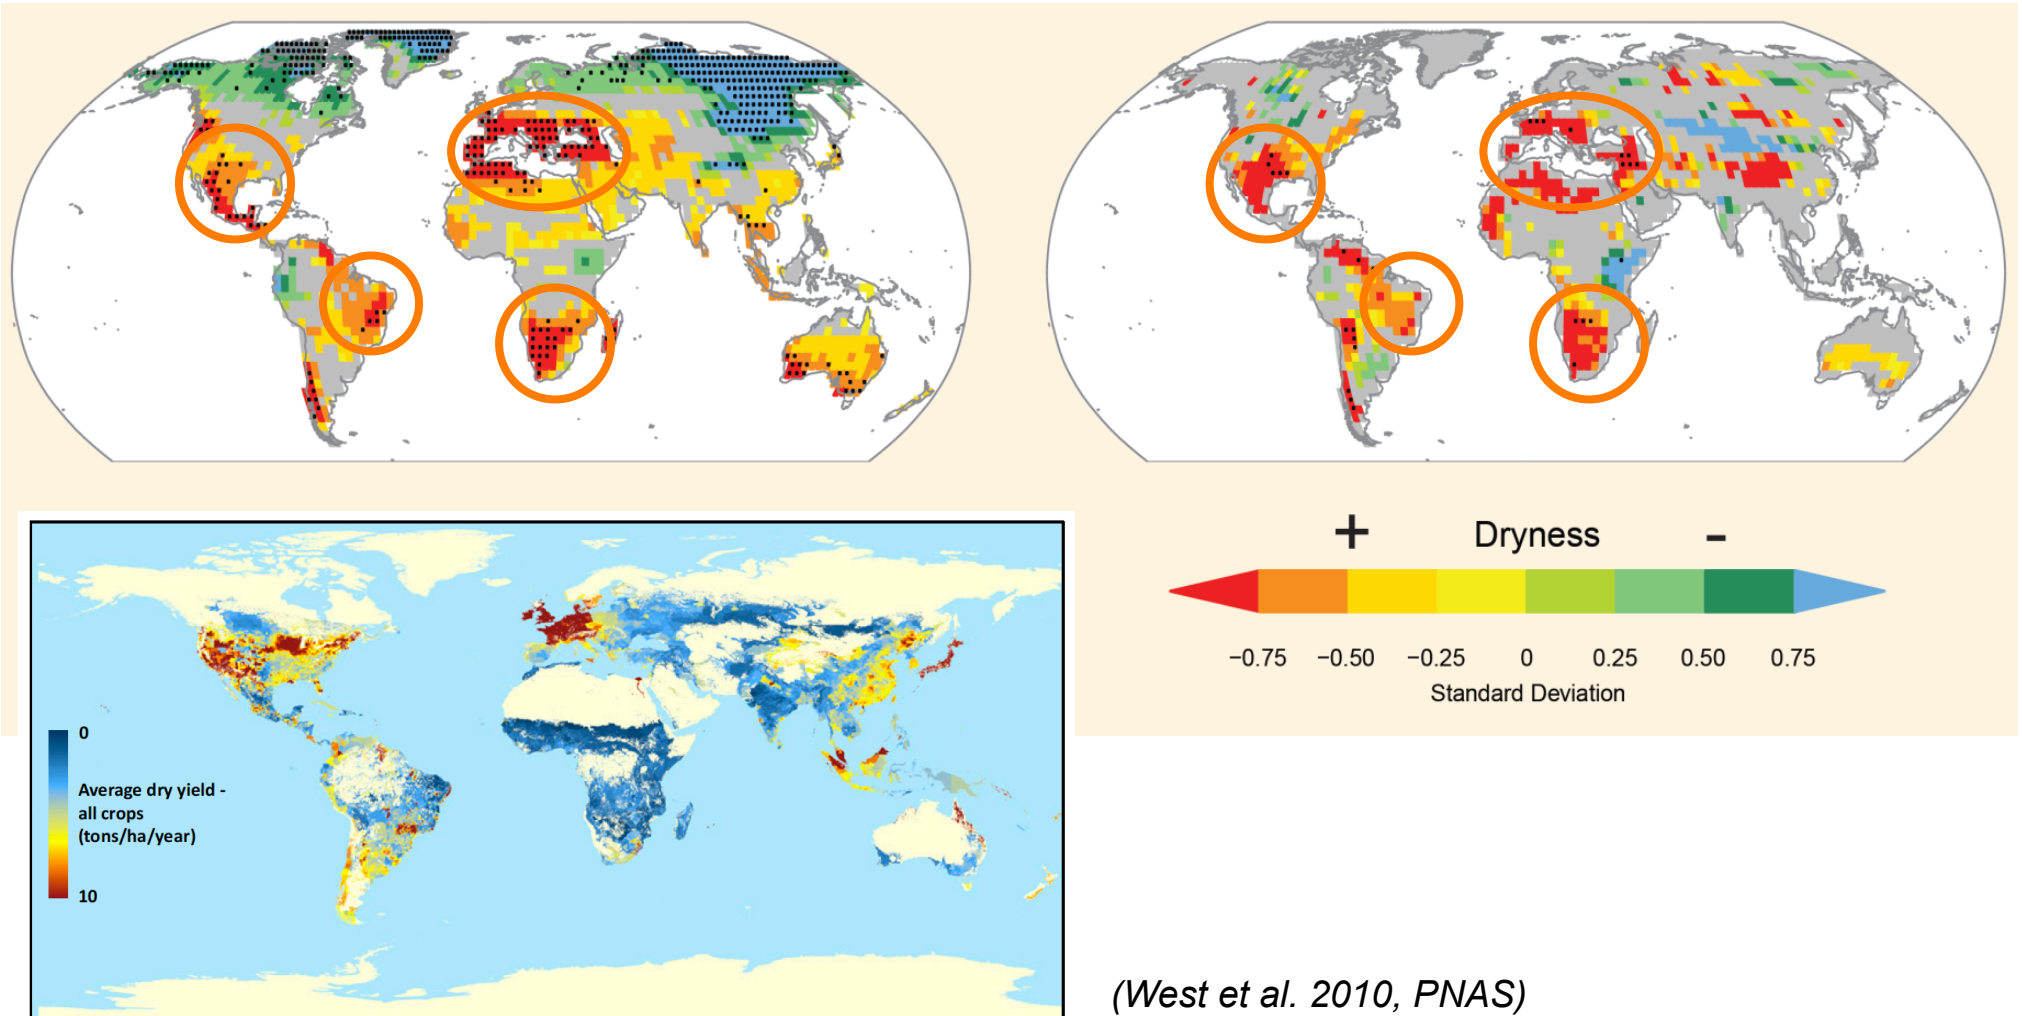 + Dryness -
−0.75 −0.50 −0.25 0 0.25 0.50 0.75
Standard Deviation
0
Average dry yield -
all crops
(tons/ha/year)
10
(West et al. 2010, PNAS)